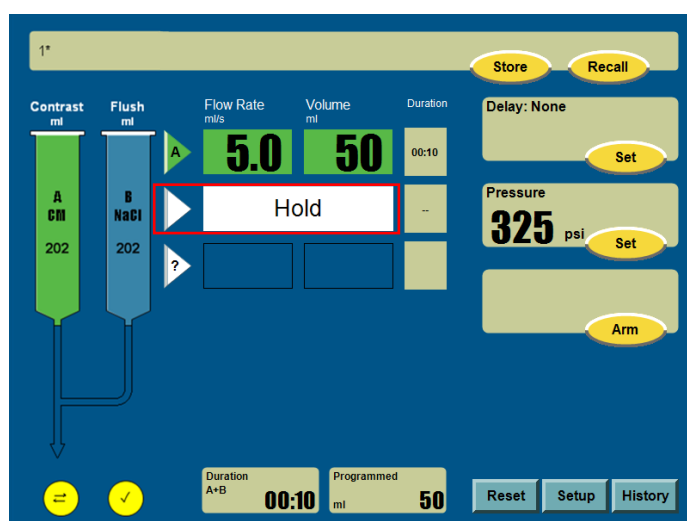 1*
Store
Recall
Contrast
ml
Flush
ml
Flow Rate
ml/s
Volume
ml
Duration
A
5.0
50
00:10
Delay: None
Set
A
CM
202
B
NaCl
202
Hold
--
Pressure
325 psi
Set
?
Arm
Duration
A+B
00:10
Programmed
ml
50
Reset
Setup
History